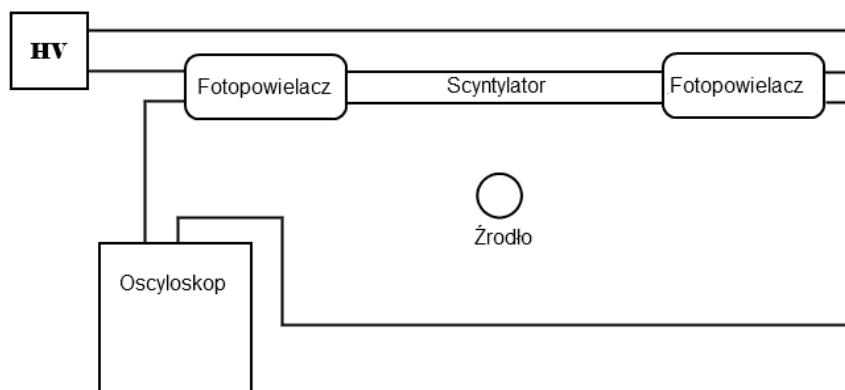 HV
Fotopowielacz
Scyntylator
Fotopowielacz
Źrodło
Oscyloskop